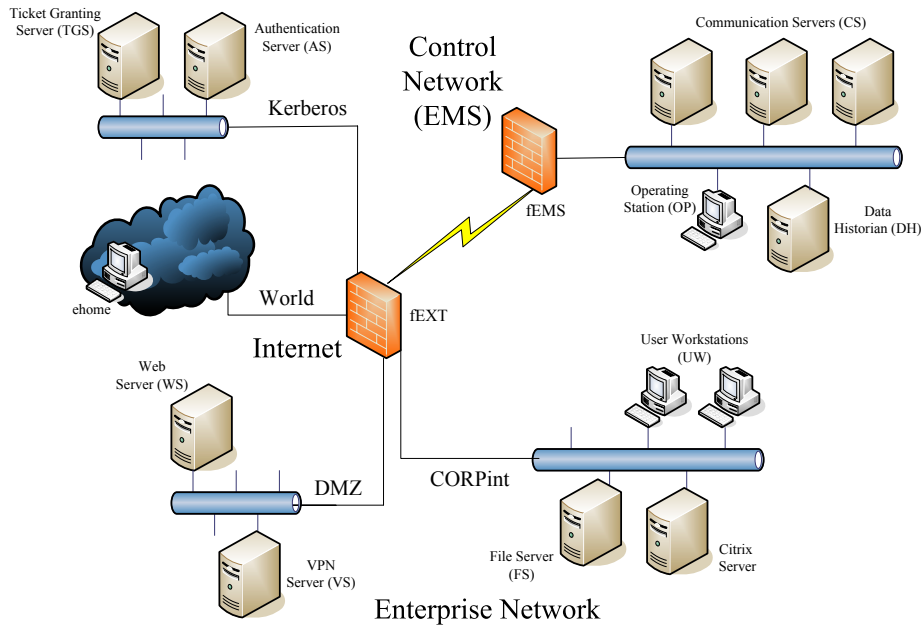 Ticket Granting
Server (TGS)
Authentication
Server (AS)
Kerberos
Control
Network
(EMS)
fEMS
Communication Servers (CS)
Operating
Station (OP)
Data
Historian (DH)
ehome
World
Internet
fEXT
Web
Server (WS)
DMZ
VPN
Server (VS)
User Workstations
(UW)
CORPint
File Server
(FS)
Citrix
Server
Enterprise Network